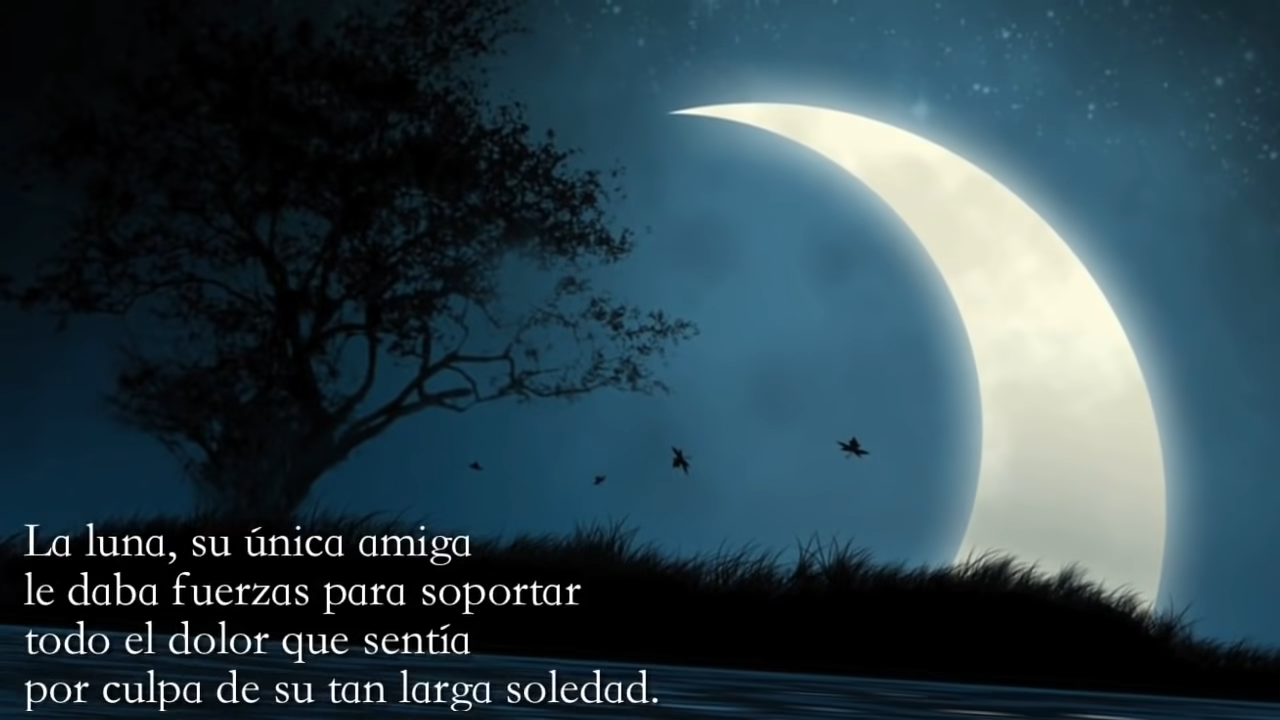 La luna, su única amiga
le daba fuerzas para soportar
todo el dolor que sentía
por culpa de su tan larga soledad.